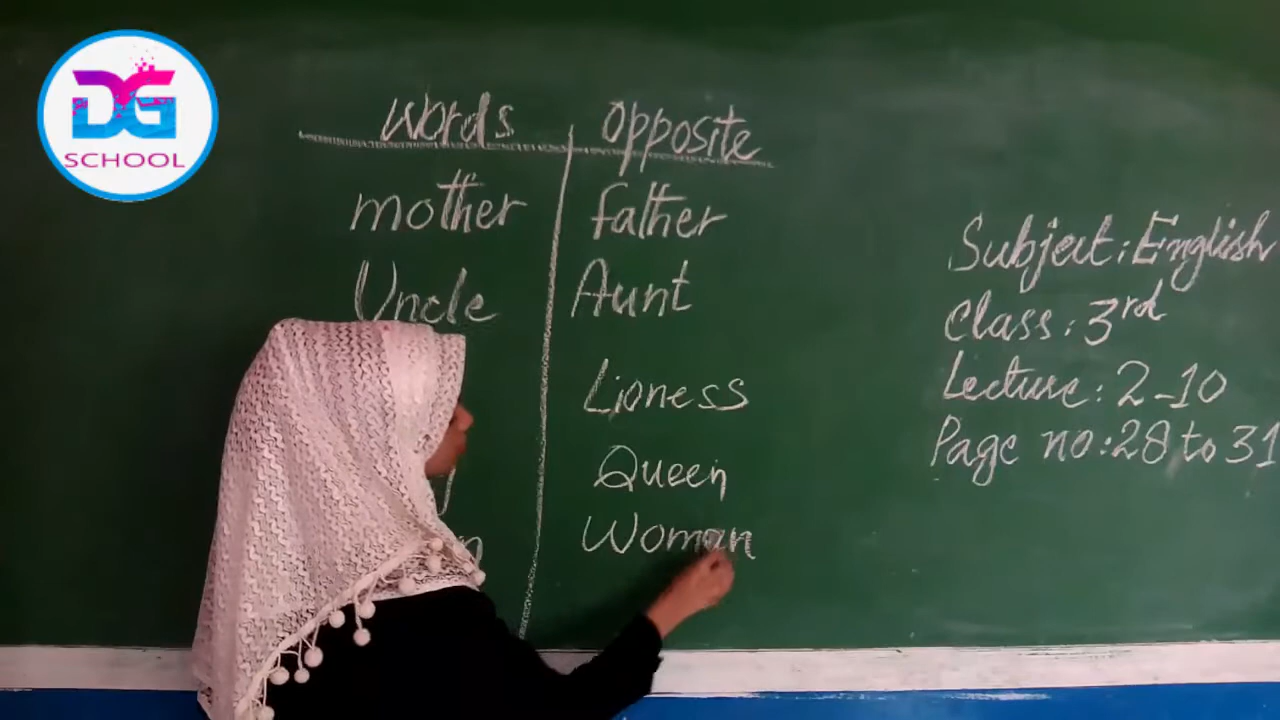 DG
SCHOOL
Words opposite
mother father
Uncle Aunt
Lioness
Queen
Woman
Subject: English
Class: 3rd
Lecture: 2-10
Page no: 28 to 31